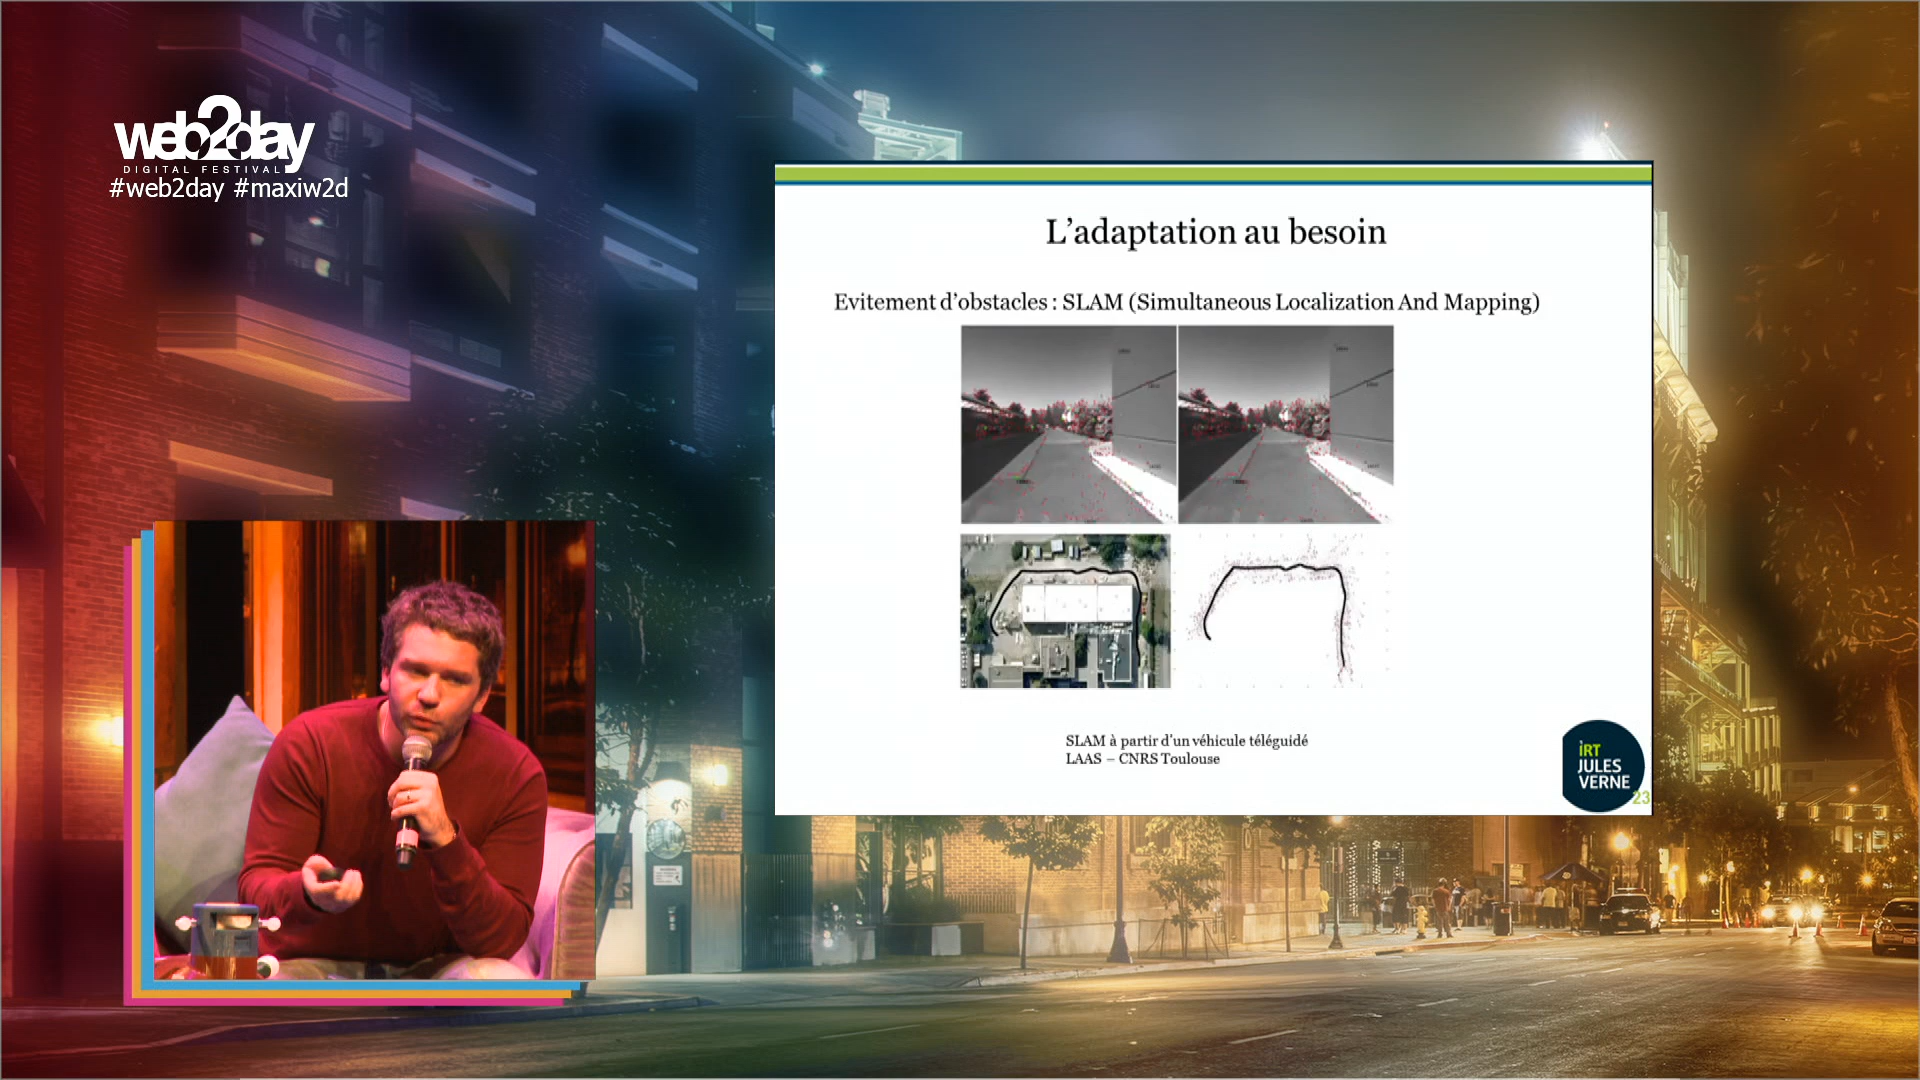 web2day
DIGITAL FESTIVAL
#web2day #maxiw2d
L'adaptation au besoin
Evitement d'obstacles : SLAM (Simultaneous Localization And Mapping)
SLAM à partir d'un véhicule téléguidé
LAAS – CNRS Toulouse
iRT
JULES
VERNE
23